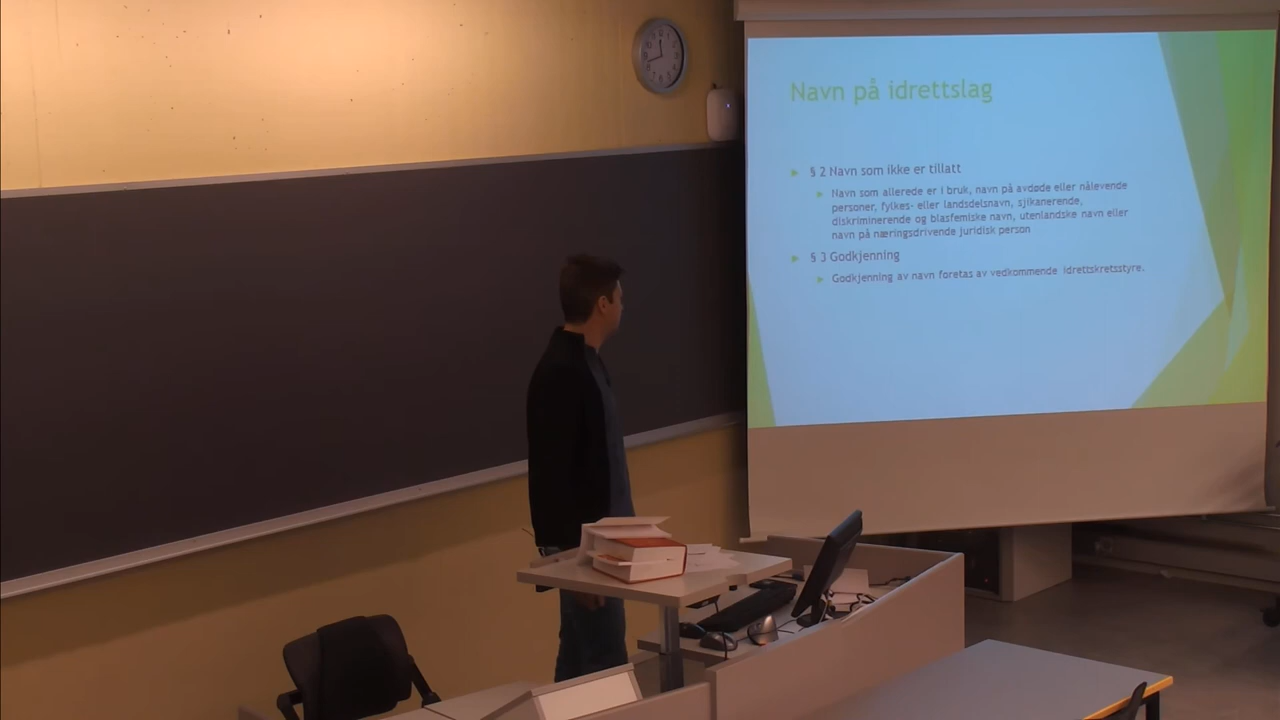 Navn på idrettslag
§ 2 Navn som ikke er tillatt
Navn som allerede er i bruk, navn på avdøde eller nålevende
personer, fylkes- eller landsdelsnavn, sjikanerende,
diskriminerende og blasfemiske navn, utenlandske navn eller
navn på næringsdrivende juridisk person
§ 3 Godkjenning
Godkjenning av navn foretas av vedkommende idrettskretsstyre.